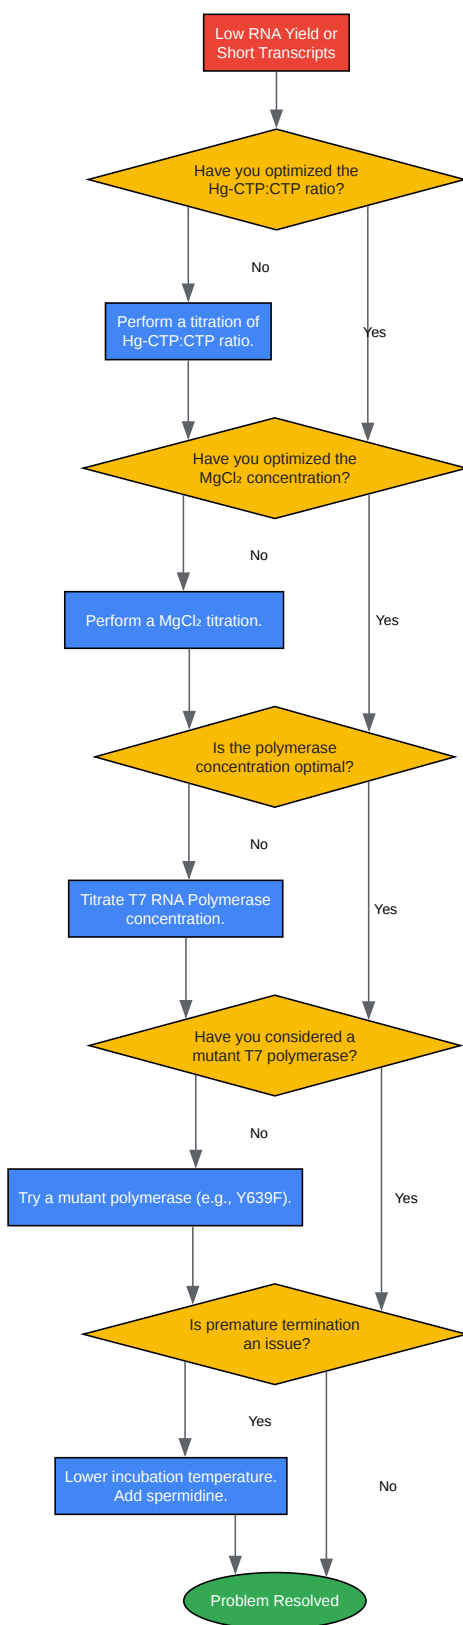 Low RNA Yield or
Short Transcripts
Have you optimized the
Hg-CTP:CTP ratio?
No
Perform a titration of
Hg-CTP:CTP ratio.
Yes
Have you optimized the
MgCl₂ concentration?
No
Perform a MgCl₂ titration.
Yes
Is the polymerase
concentration optimal?
No
Titrate T7 RNA Polymerase
concentration.
Yes
Have you considered a
mutant T7 polymerase?
No
Try a mutant polymerase (e.g., Y639F).
Yes
Is premature termination
an issue?
Yes
Lower incubation temperature.
Add spermidine.
No
Problem Resolved